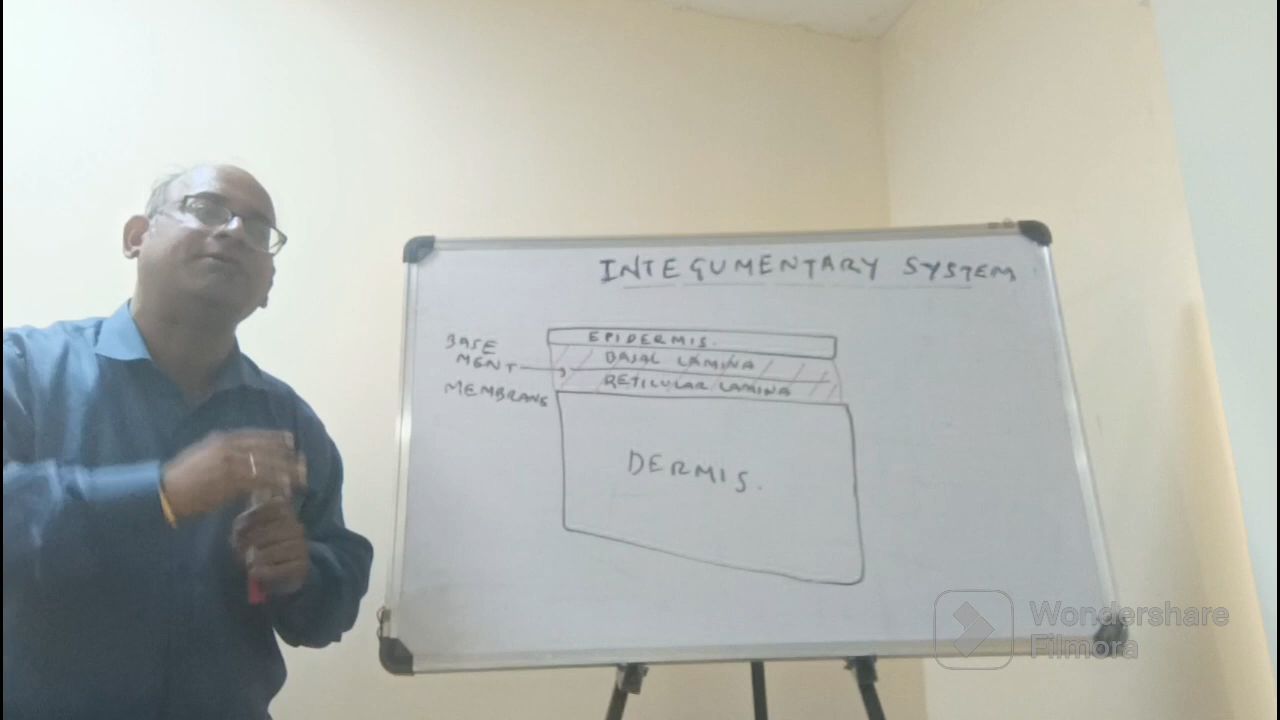 INTEGUMENTARY SYSTEM
EPIDERMIS.
BASAL LAMINA
RETICULAR LAMINA
BASE
MENT
MEMBRANE
DERMIS.
Wondershare
Filmora